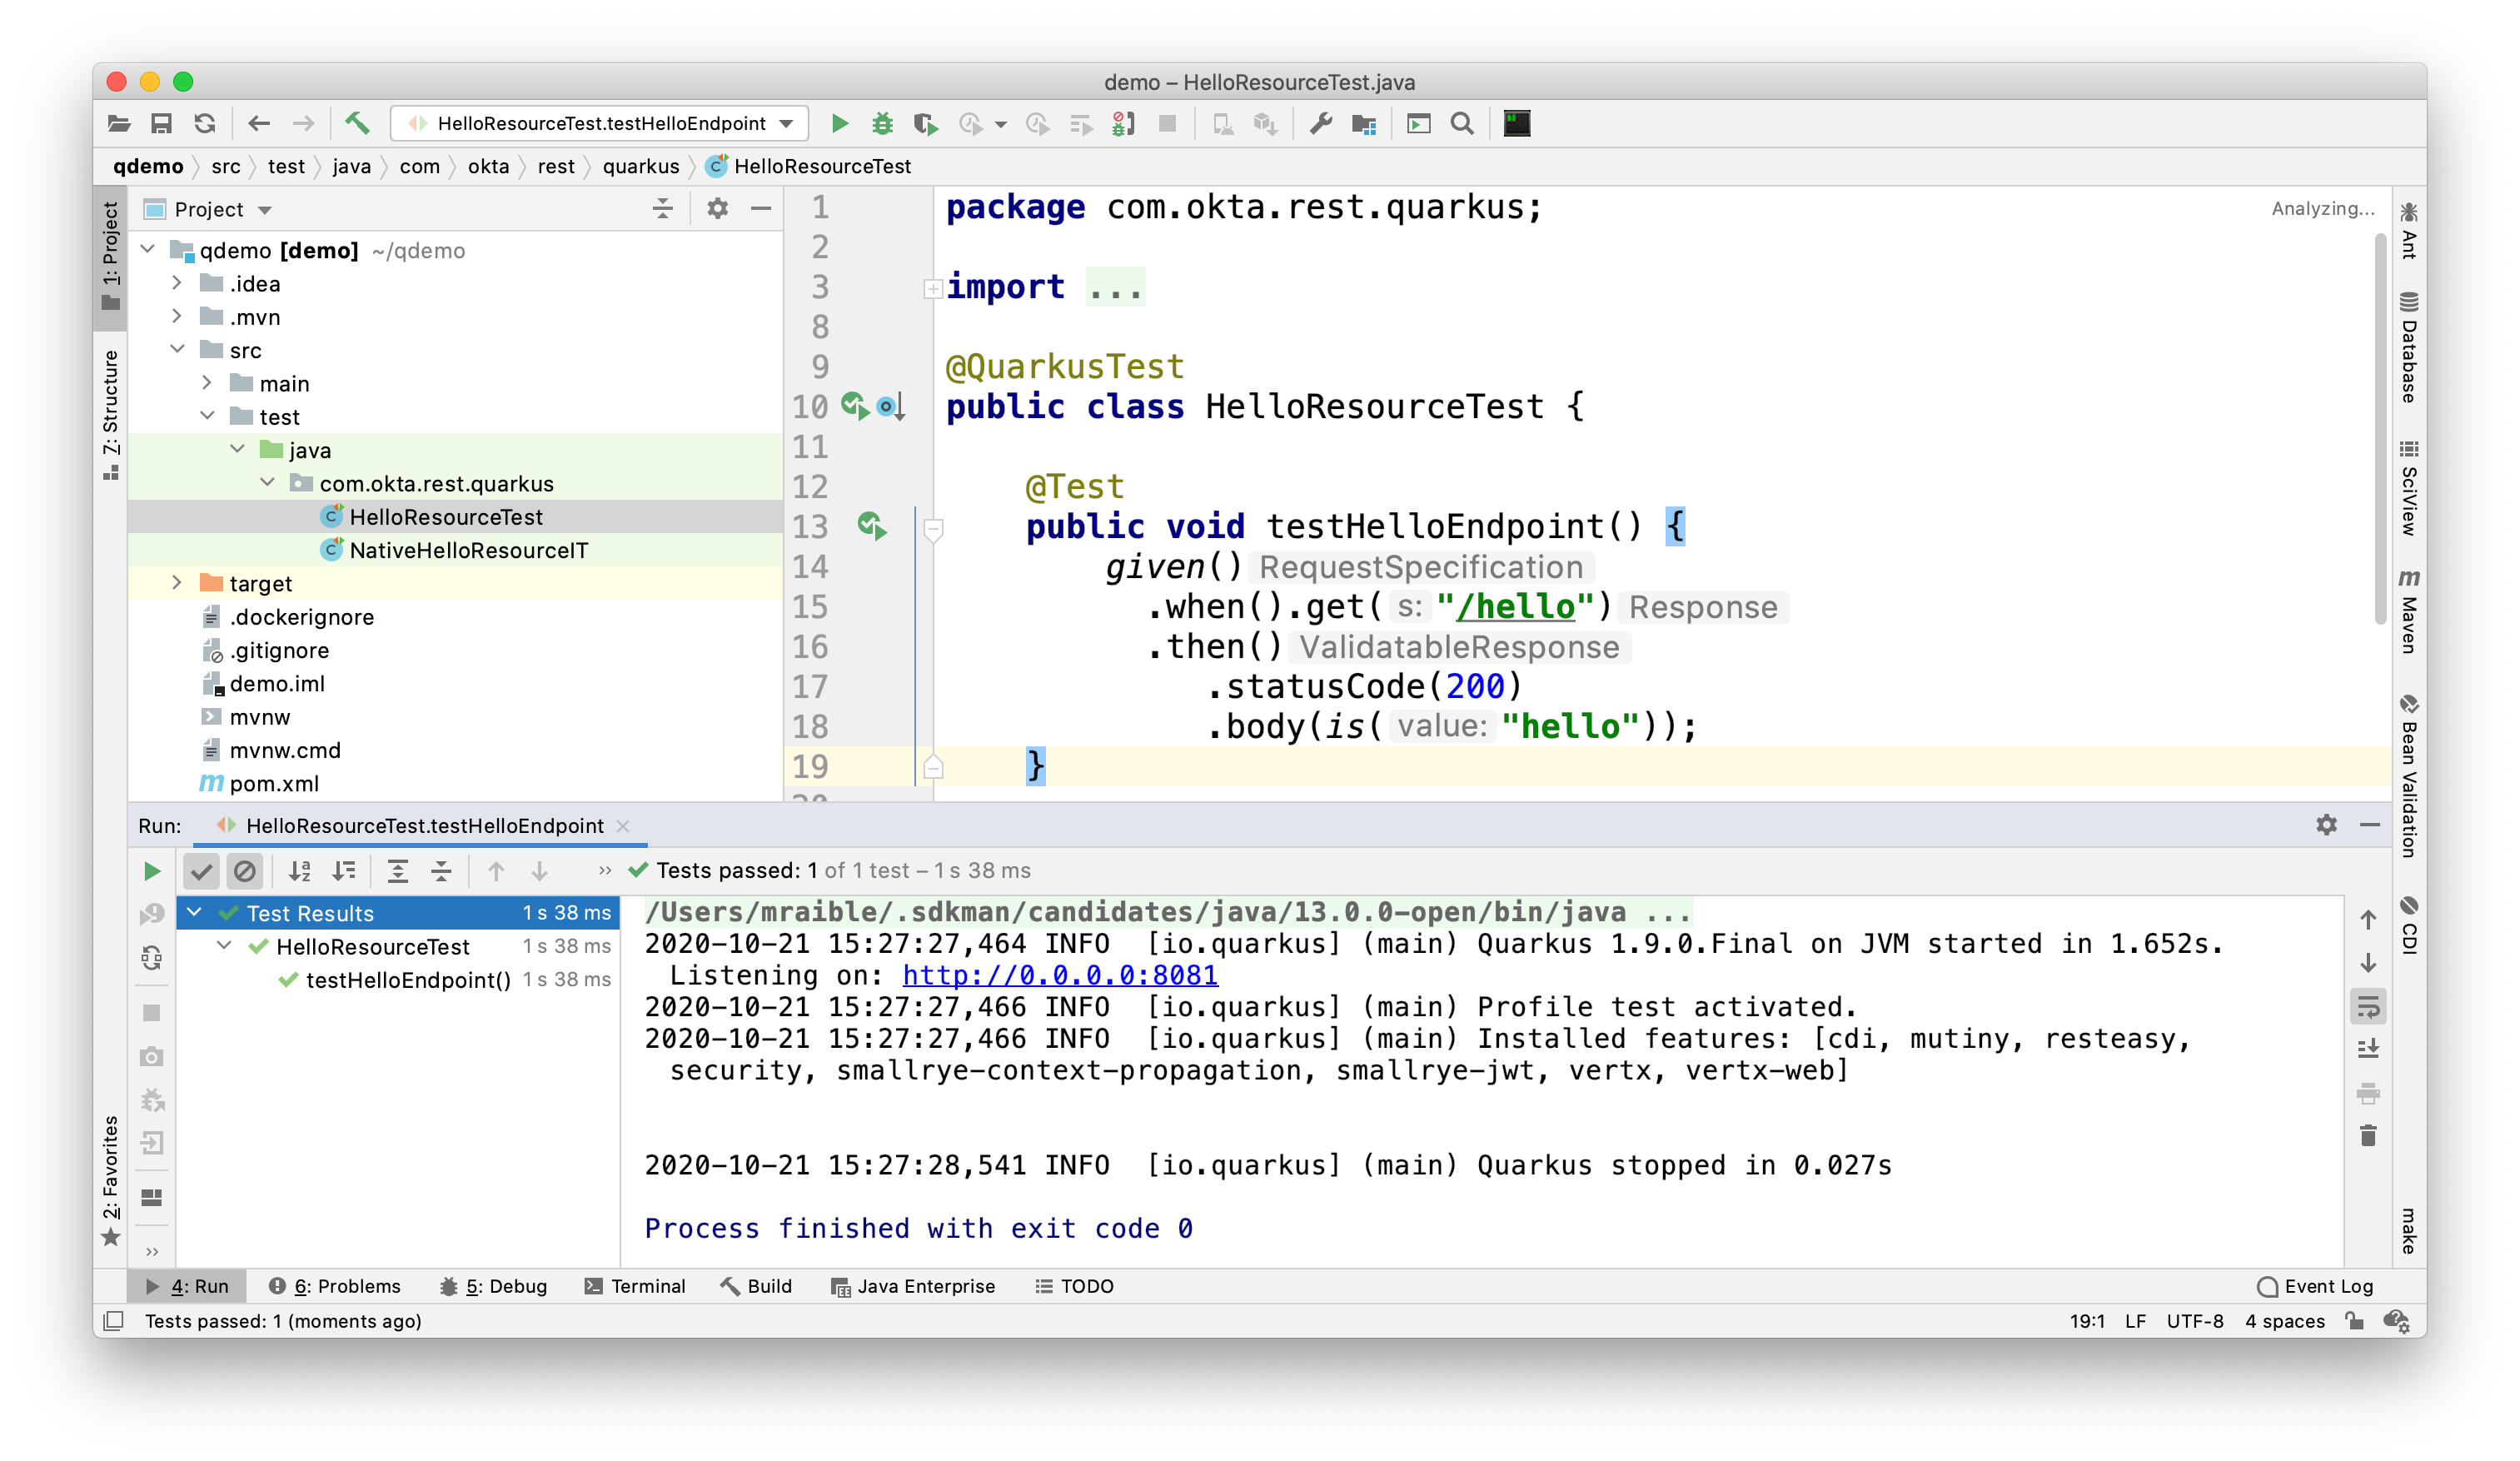 demo – HelloResourceTest.java
HelloResourceTest.testHelloEndpoint
qdemo src test java com okta rest quarkus HelloResourceTest
1: Project
7: Structure
2: Favorites
Project
qdemo [demo] ~/qdemo
.idea
.mvn
src
main
test
java
com.okta.rest.quarkus
HelloResourceTest
NativeHelloResourceIT
target
.dockerignore
.gitignore
demo.iml
mvnw
mvnw.cmd
pom.xml
Analyzing...
1 package com.okta.rest.quarkus;
2
3 import ...
8
9 @QuarkusTest
10 public class HelloResourceTest {
11
12 @Test
13 public void testHelloEndpoint() {
14 given() RequestSpecification
15 .when().get( s: "/hello") Response
16 .then() ValidatableResponse
17 .statusCode(200)
18 .body(is( value: "hello"));
19 }
20
Ant
Database
SciView
Maven
Bean Validation
CDI
make
Run: HelloResourceTest.testHelloEndpoint
Tests passed: 1 of 1 test – 1 s 38 ms
Test Results 1 s 38 ms
HelloResourceTest 1 s 38 ms
testHelloEndpoint() 1 s 38 ms
/Users/mraible/.sdkman/candidates/java/13.0.0-open/bin/java ...
2020-10-21 15:27:27,464 INFO [io.quarkus] (main) Quarkus 1.9.0.Final on JVM started in 1.652s.
Listening on: http://0.0.0.0:8081
2020-10-21 15:27:27,466 INFO [io.quarkus] (main) Profile test activated.
2020-10-21 15:27:27,466 INFO [io.quarkus] (main) Installed features: [cdi, mutiny, resteasy,
security, smallrye-context-propagation, smallrye-jwt, vertx, vertx-web]
2020-10-21 15:27:28,541 INFO [io.quarkus] (main) Quarkus stopped in 0.027s
Process finished with exit code 0
4: Run 6: Problems 5: Debug Terminal Build Java Enterprise TODO Event Log
Tests passed: 1 (moments ago) 19:1 LF UTF-8 4 spaces